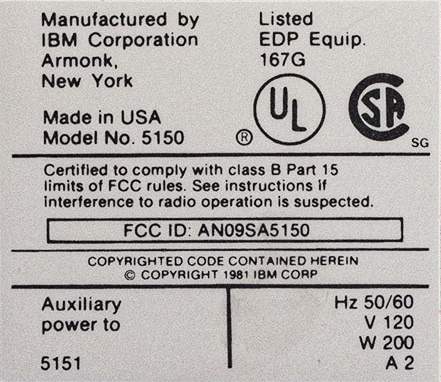 Manufactured by
IBM Corporation
Armonk,
New York
Listed
EDP Equip.
167G
Made in USA
Model No. 5150
® UL
SA SG
Certified to comply with class B Part 15
limits of FCC rules. See instructions if
interference to radio operation is suspected.
FCC ID: AN09SA5150
COPYRIGHTED CODE CONTAINED HEREIN
© COPYRIGHT 1981 IBM CORP
Auxiliary
power to
5151
Hz 50/60
V 120
W 200
A 2